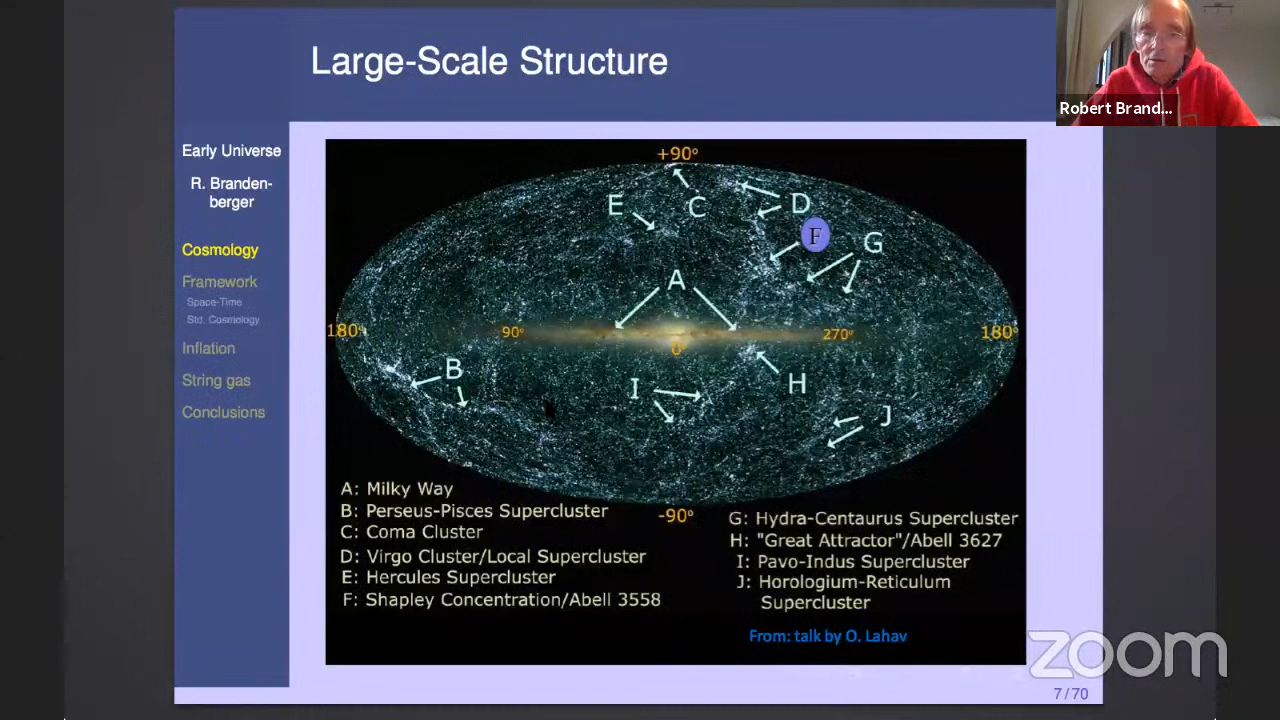 Large-Scale Structure
Robert Brand...
Early Universe
R. Branden-
berger
Cosmology
Framework
Space-Time
Std. Cosmology
Inflation
String gas
Conclusions
+90°
E
C
D
F
G
A
180°
90°
0°
270°
180°
B
I
H
J
-90°
A: Milky Way
B: Perseus-Pisces Supercluster
C: Coma Cluster
D: Virgo Cluster/Local Supercluster
E: Hercules Supercluster
F: Shapley Concentration/Abell 3558
G: Hydra-Centaurus Supercluster
H: "Great Attractor"/Abell 3627
I: Pavo-Indus Supercluster
J: Horologium-Reticulum
Supercluster
From: talk by O. Lahav
zoom
7/70